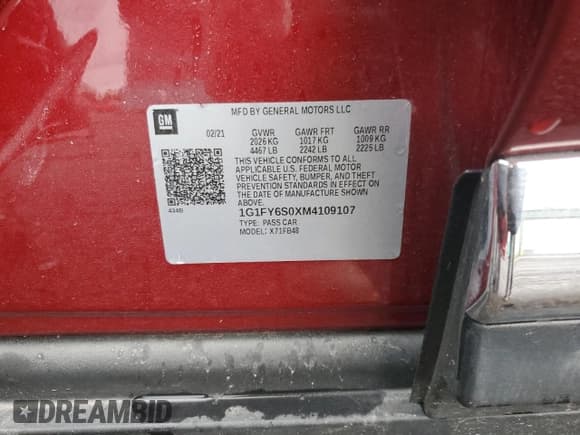 GM
MFD BY GENERAL MOTORS LLC
02/21 GVWR GAWR FRT GAWR RR
2026 KG 1017 KG 1009 KG
4467 LB 2242 LB 2225 LB
THIS VEHICLE CONFORMS TO ALL
APPLICABLE U.S. FEDERAL MOTOR
VEHICLE SAFETY, BUMPER, AND THEFT
PREVENTION STANDARDS IN EFFECT ON
THE DATE OF MANUFACTURE SHOWN
ABOVE.
1G1FY6S0XM4109107
TYPE: PASS CAR
MODEL: X71FB48
DREAMBID